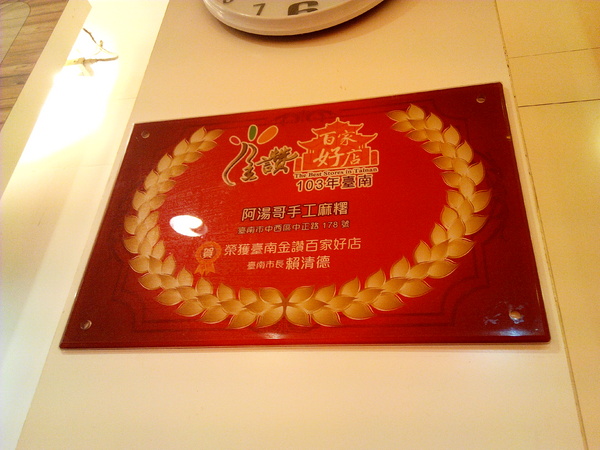 7 6
金讚
百家
"好店"
The Best Stores in Tainan
103年臺南
阿湯哥手工麻糬
臺南市中西區中正路 178 號
賀 榮獲臺南金讚百家好店
臺南市長 賴清德